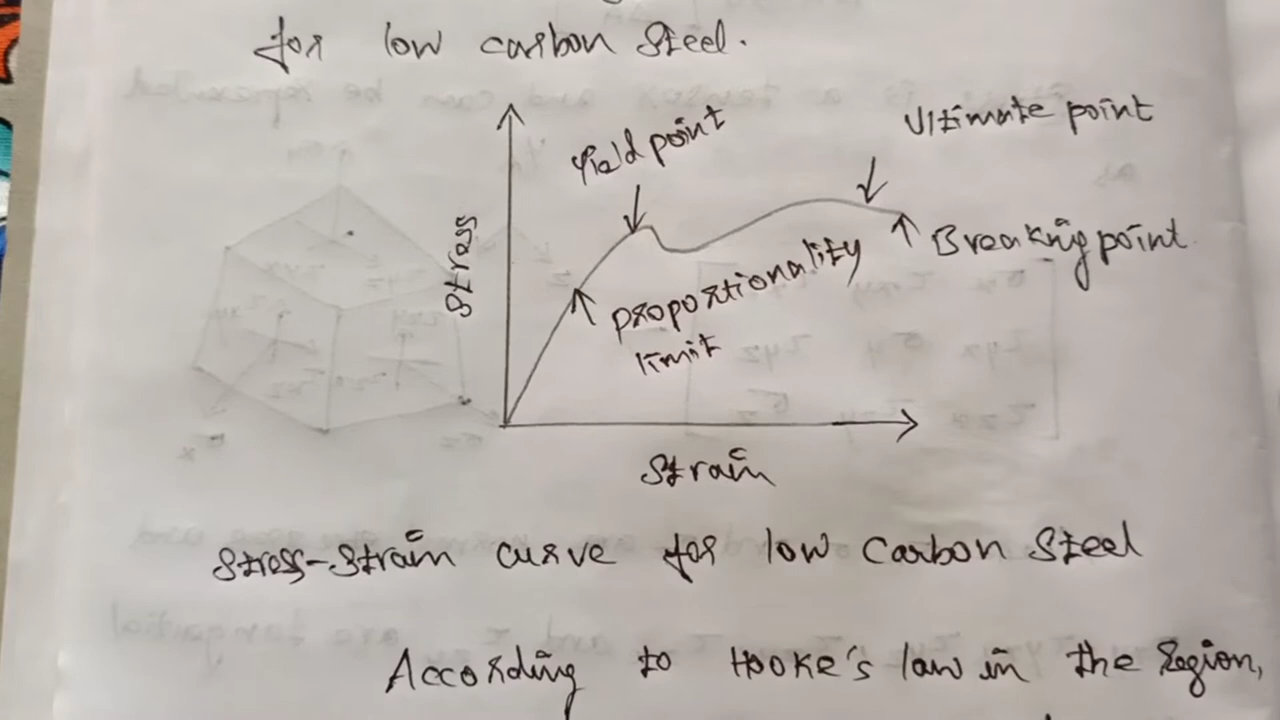 for low carbon steel.
Yield point
Ultimate point
Stress
Breaking point
proportionality
limit
Strain
Stress-Strain curve for low carbon steel
According to Hooke's law in the region,